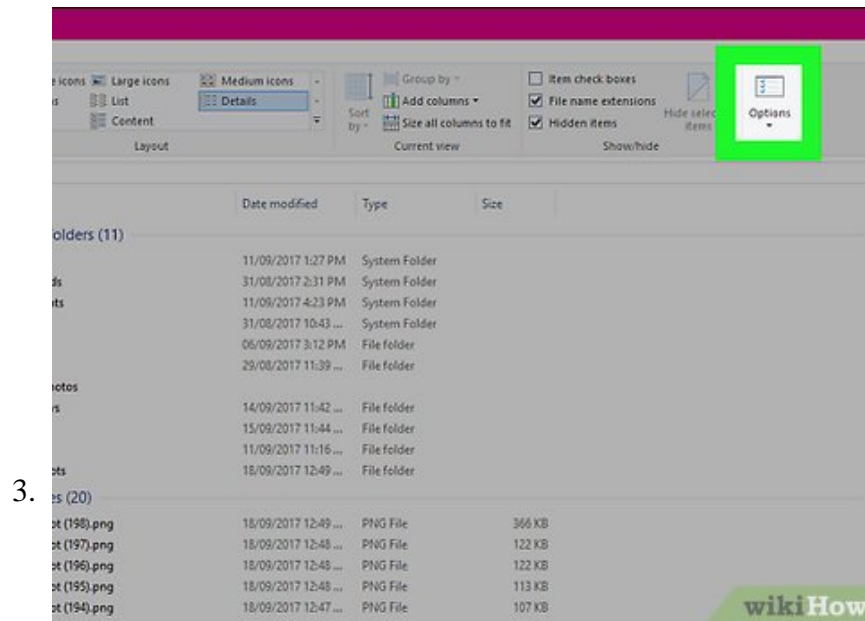 e icons Large icons Medium icons
s List Details
Content
Layout
Sort by
Group by
Add columns
Size all columns to fit
Current view
Item check boxes
File name extensions
Hidden items
Hide selec
items
Show/hide
Options
Date modified Type Size
olders (11)
11/09/2017 1:27 PM System Folder
ds 31/08/2017 2:31 PM System Folder
nts 11/09/2017 4:23 PM System Folder
31/08/2017 10:43 ... System Folder
06/09/2017 3:12 PM File folder
29/08/2017 11:39 ... File folder
hotos
s 14/09/2017 11:42 ... File folder
15/09/2017 11:44 ... File folder
11/09/2017 11:16 ... File folder
ots 18/09/2017 12:49 ... File folder
3.
es (20)
ot (198).png 18/09/2017 12:49 ... PNG File 366 KB
ot (197).png 18/09/2017 12:48 ... PNG File 122 KB
ot (196).png 18/09/2017 12:48 ... PNG File 122 KB
ot (195).png 18/09/2017 12:48 ... PNG File 113 KB
ot (194).png 18/09/2017 12:47 ... PNG File 107 KB
wikiHow